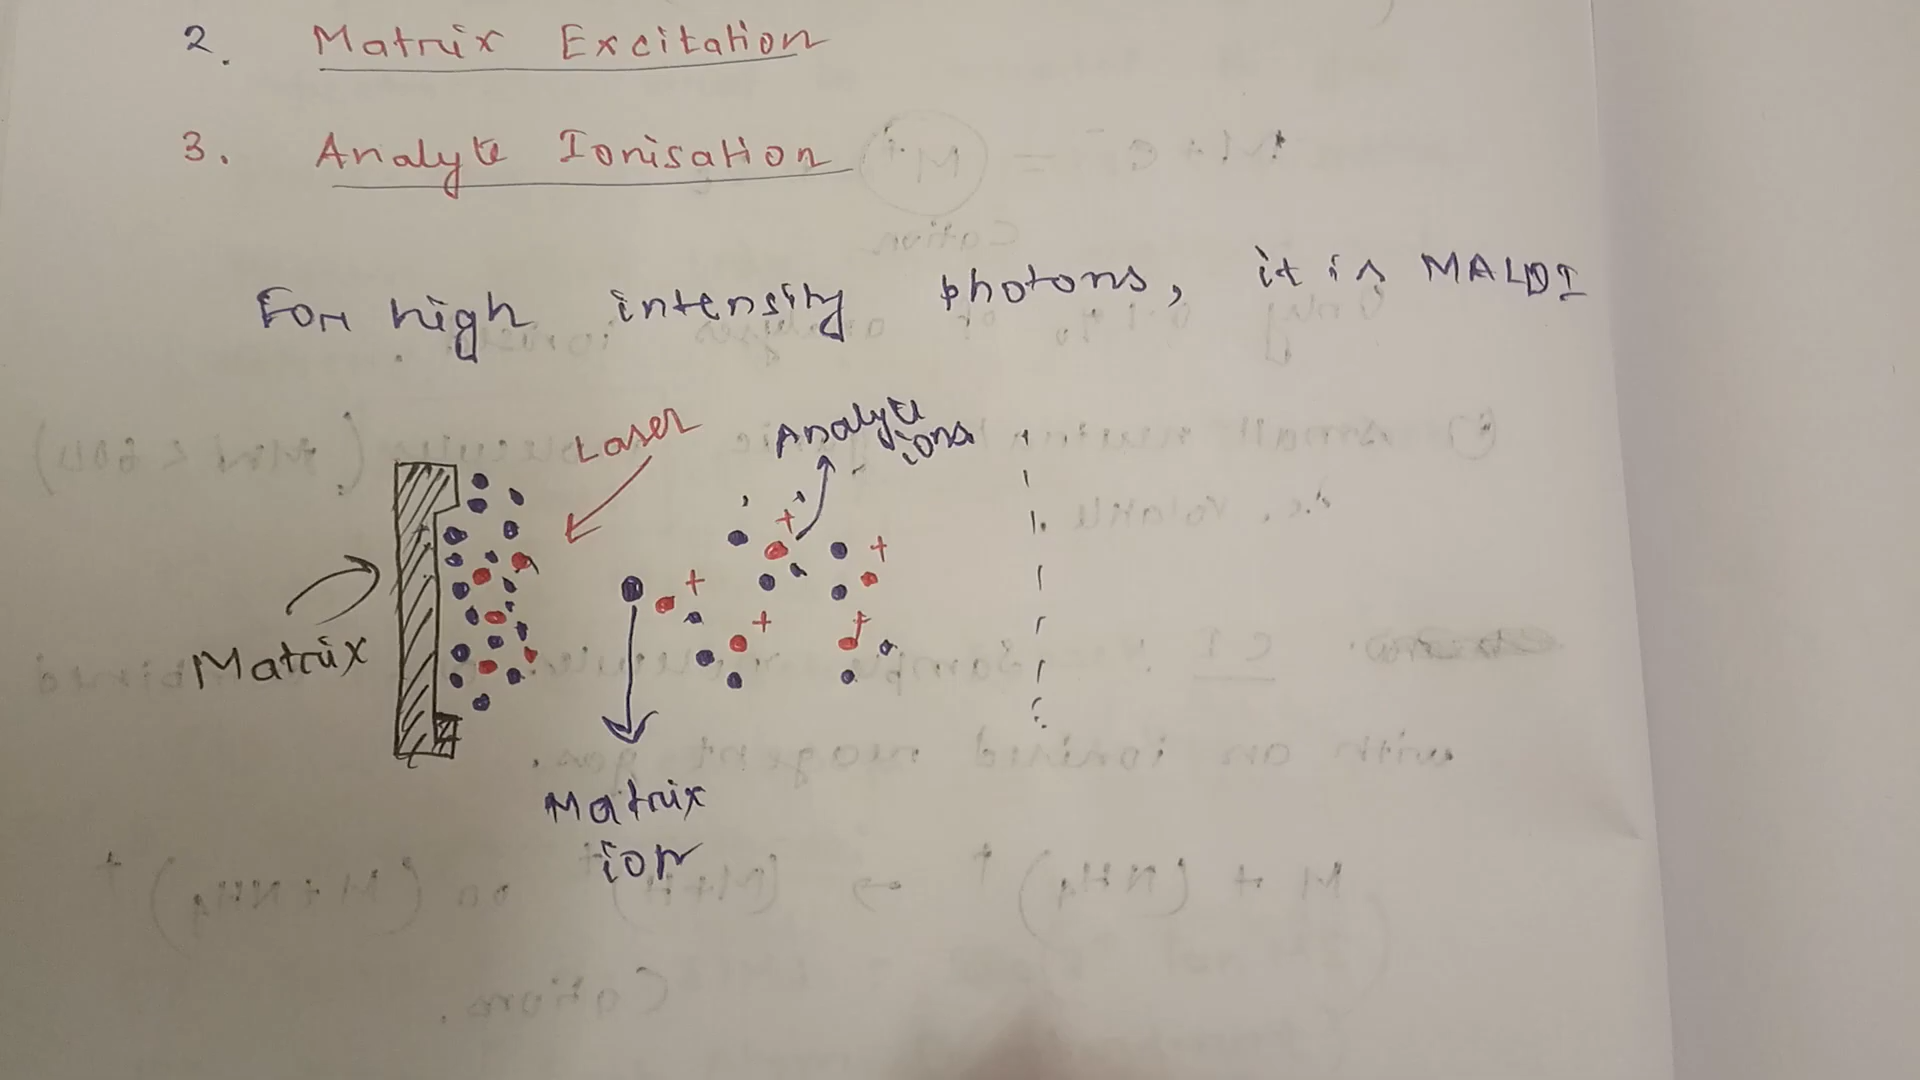 2. Matrix Excitation
3. Analyte Ionisation
For high intensity photons, it is MALDI
Laser
Analyte
ions
+
+
+
+
+
Matrix
Matrix
ion